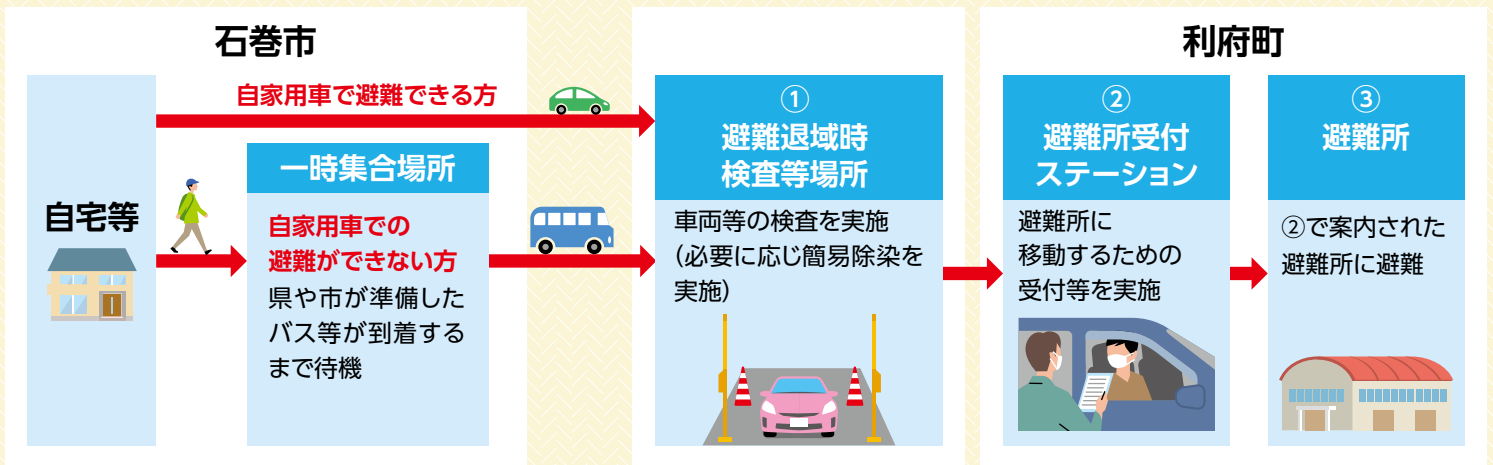 石巻市
自宅等
自家用車で避難できる方
一時集合場所
自家用車での
避難ができない方
県や市が準備した
バス等が到着する
まで待機
①
避難退域時
検査等場所
車両等の検査を実施
（必要に応じ簡易除染を
実施）
利府町
②
避難所受付
ステーション
避難所に
移動するための
受付等を実施
③
避難所
②で案内された
避難所に避難